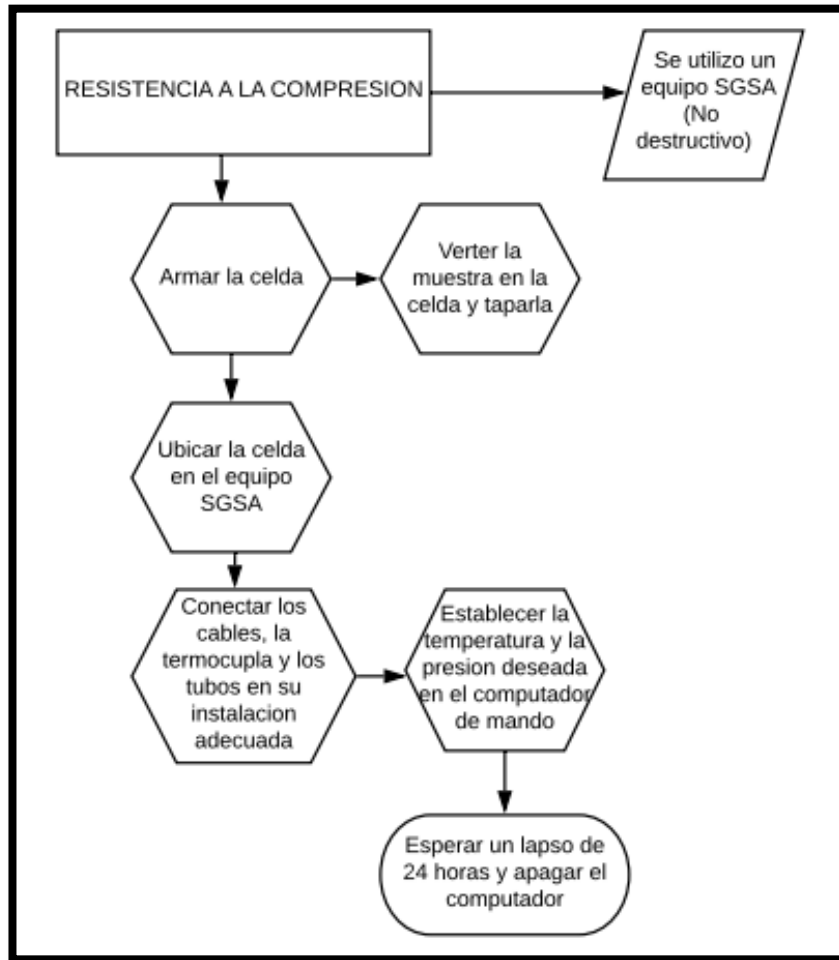 RESISTENCIA A LA COMPRESION
Se utilizo un
equipo SGSA
(No
destructivo)
Armar la celda
Verter la
muestra en la
celda y taparla
Ubicar la celda
en el equipo
SGSA
Conectar los
cables, la
termocupla y los
tubos en su
instalacion
adecuada
Establecer la
temperatura y la
presion deseada
en el computador
de mando
Esperar un lapso de
24 horas y apagar el
computador